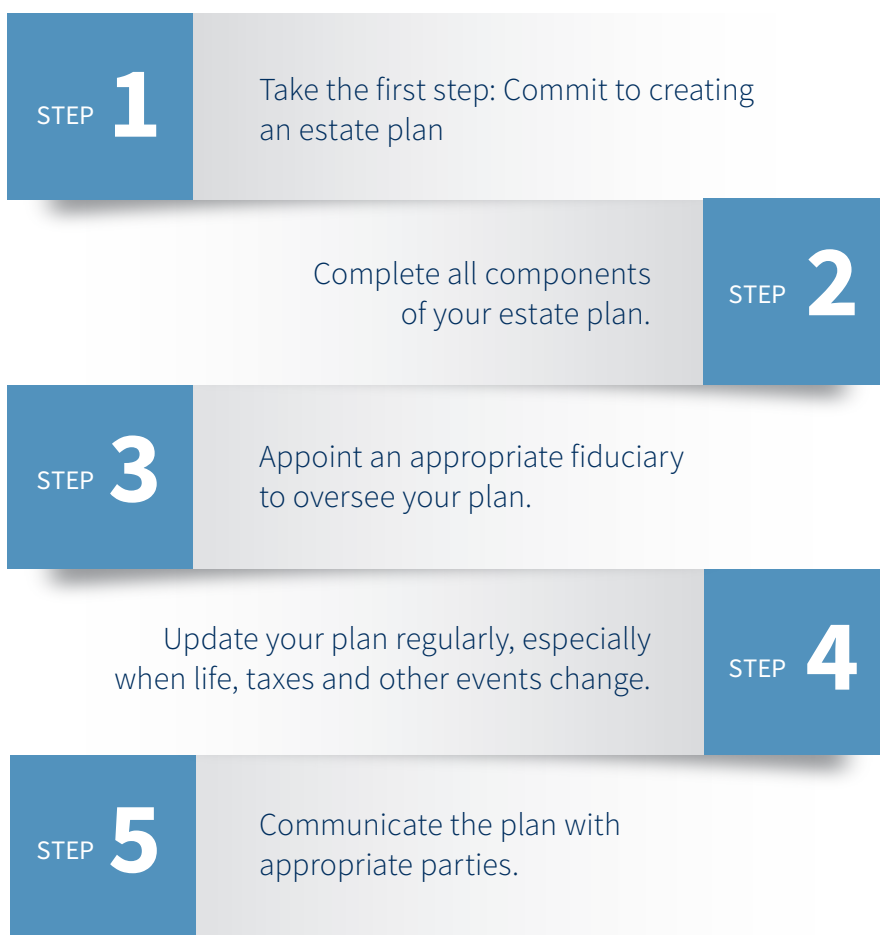 STEP 1
Take the first step: Commit to creating
an estate plan
Complete all components
of your estate plan.
STEP 2
STEP 3
Appoint an appropriate fiduciary
to oversee your plan.
Update your plan regularly, especially
when life, taxes and other events change.
STEP 4
STEP 5
Communicate the plan with
appropriate parties.